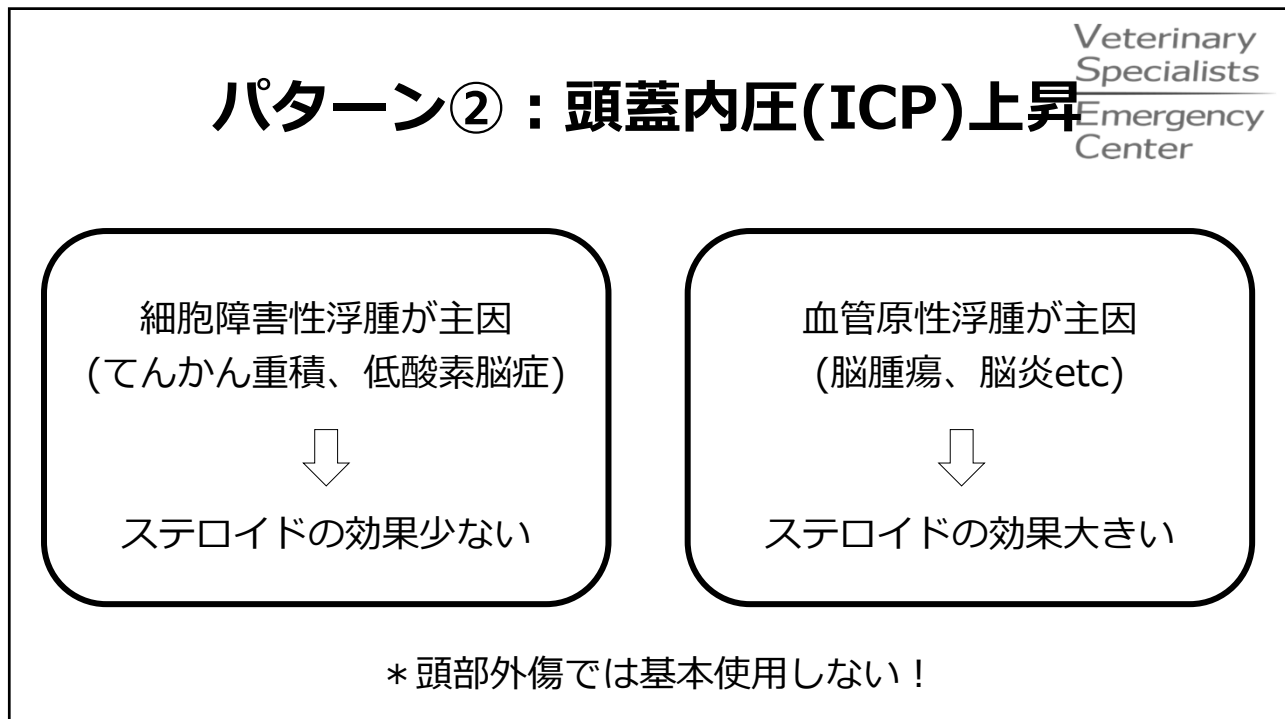 Veterinary
Specialists
Emergency
Center
パターン②：頭蓋内圧(ICP)上昇
細胞障害性浮腫が主因
(てんかん重積、低酸素脳症)
ステロイドの効果少ない
血管原性浮腫が主因
(脳腫瘍、脳炎etc)
ステロイドの効果大きい
＊頭部外傷では基本使用しない！